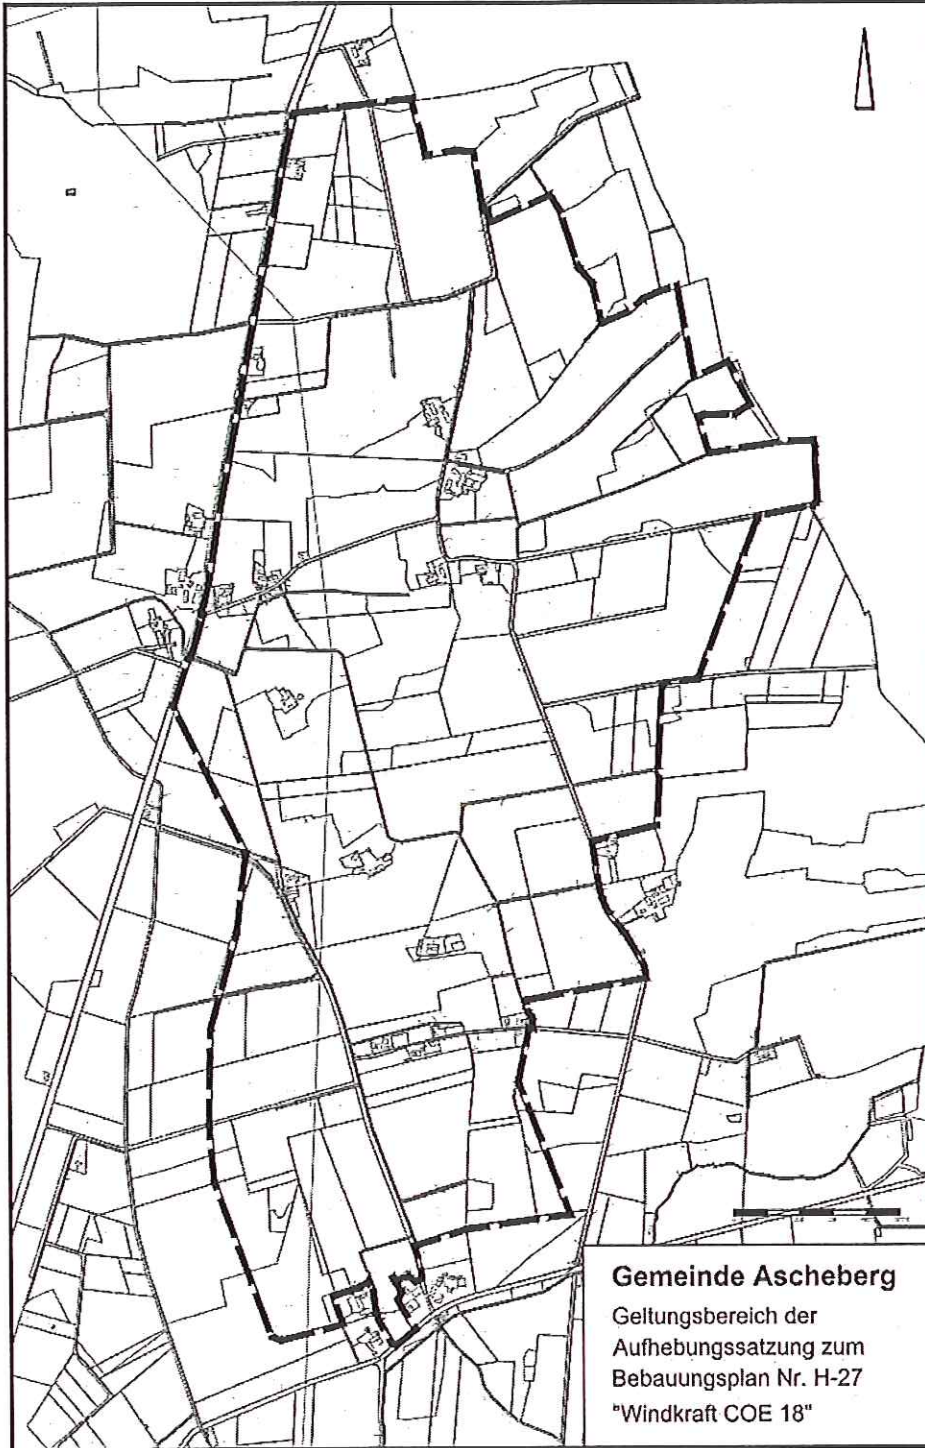 Gemeinde Ascheberg
Geltungsbereich der
Aufhebungssatzung zum
Bebauungsplan Nr. H-27
"Windkraft COE 18"